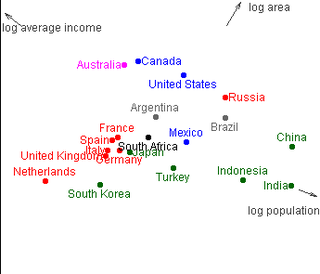 log area
log average income
Canada
Australia
United States
Russia
Argentina
Brazil
France
Spain
Mexico
China
South Africa
Italy
Japan
United Kingdom
Germany
Netherlands
Turkey
Indonesia
India
South Korea
log population